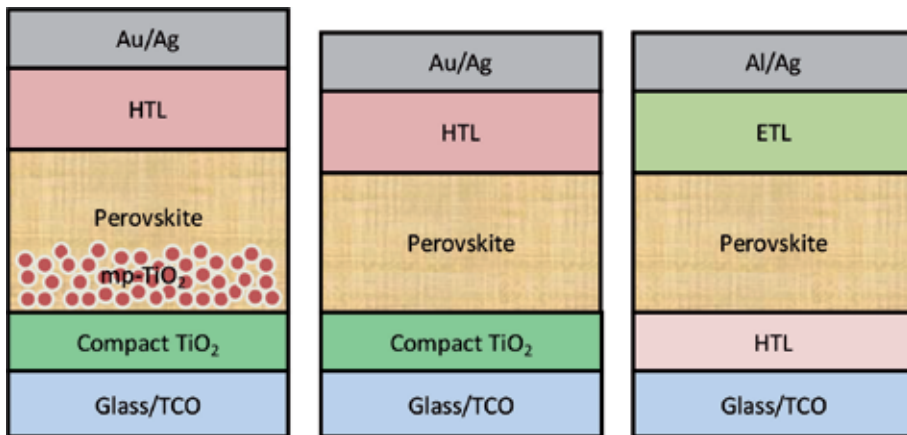 Au/Ag
HTL
Perovskite
mp-TiO₂
Compact TiO₂
Glass/TCO
Au/Ag
HTL
Perovskite
Compact TiO₂
Glass/TCO
Al/Ag
ETL
Perovskite
HTL
Glass/TCO